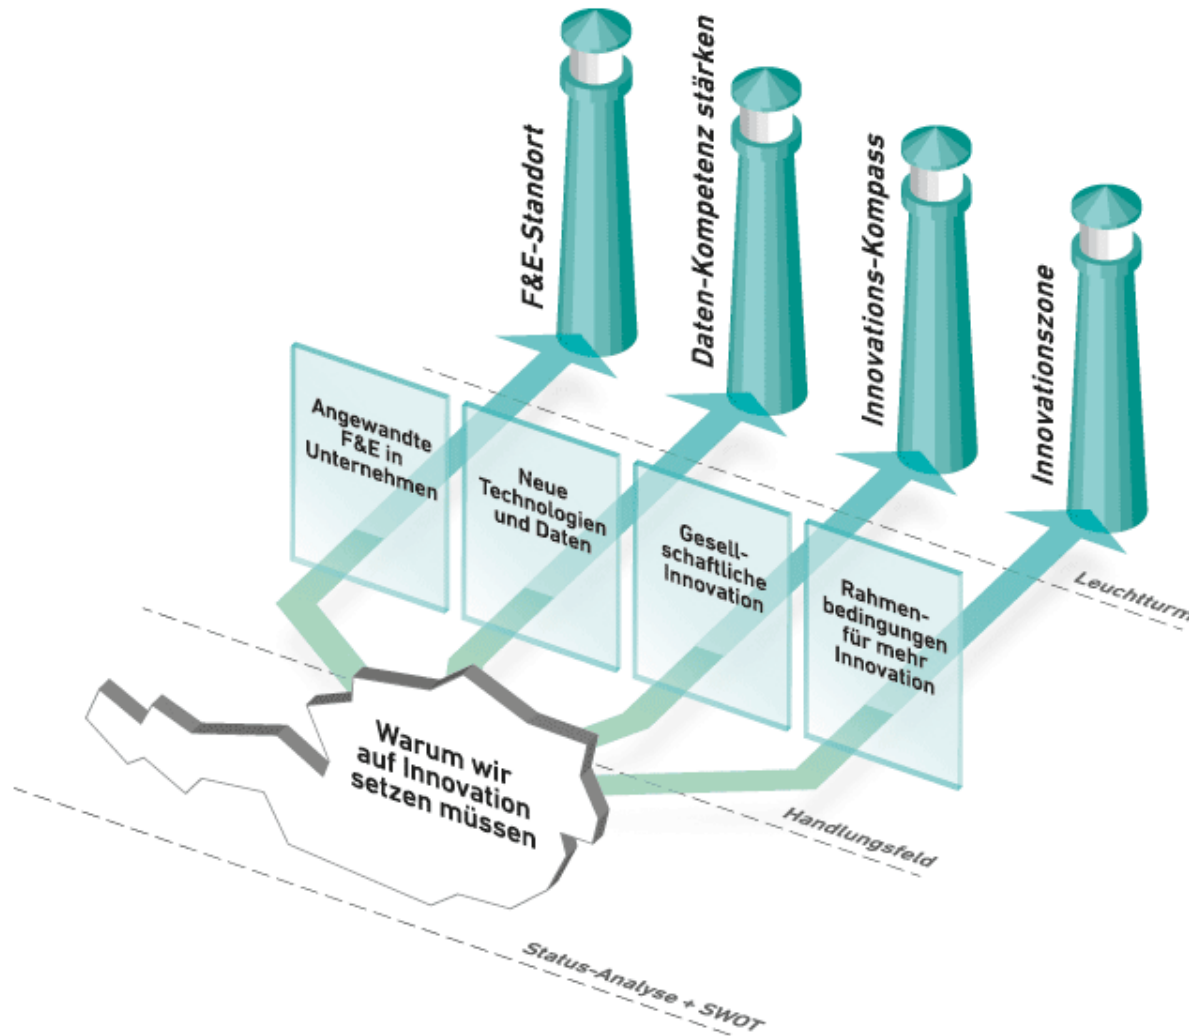 F&E-Standort
Daten-Kompetenz stärken
Innovations-Kompass
Innovationszone
Angewandte
F&E in
Unternehmen
Neue
Technologien
und Daten
Gesell-
schaftliche
Innovation
Rahmen-
bedingungen
für mehr
Innovation
Leuchtturm
Warum wir
auf Innovation
setzen müssen
Handlungsfeld
Status-Analyse + SWOT